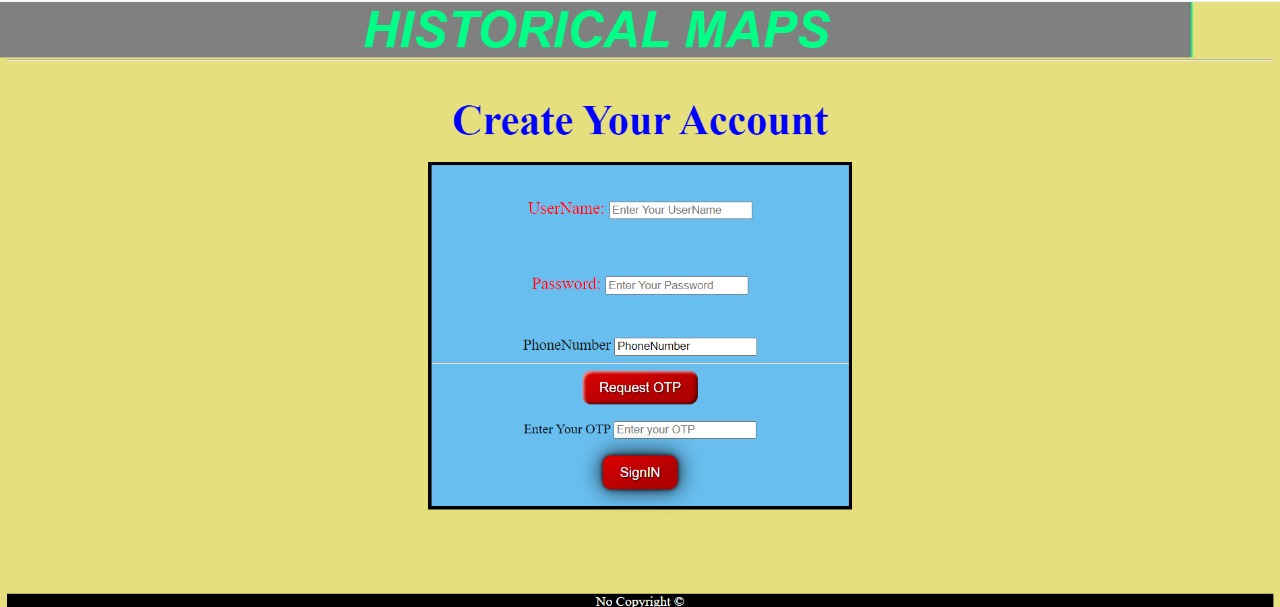 HISTORICAL MAPS
Create Your Account
UserName: Enter Your UserName
Password: Enter Your Password
PhoneNumber PhoneNumber
Request OTP
Enter Your OTP Enter your OTP
SignIN
No Copyright ©